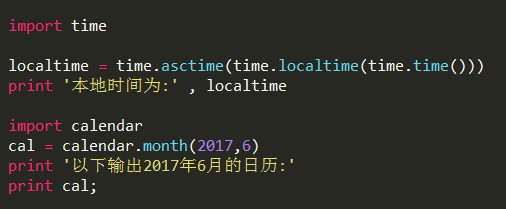 import time
localtime = time.asctime(time.localtime(time.time()))
print '本地时间为:' , localtime
import calendar
cal = calendar.month(2017,6)
print '以下输出2017年6月的日历:'
print cal;